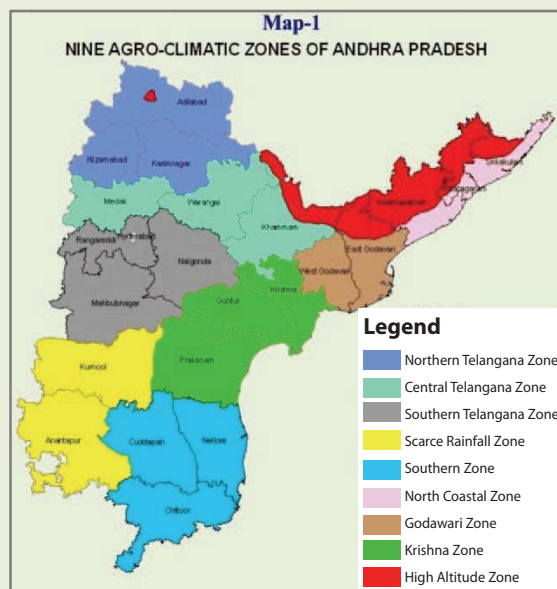 Map-1
NINE AGRO-CLIMATIC ZONES OF ANDHRA PRADESH
Adilabad
Nizamabad
Karimnagar
Medak
Warangal
Khammam
Rangareddi
Hyderabad
Nalgonda
Mahbubnagar
Srikakulam
East Godavari
West Godavari
Krishna
Guntur
Prakasam
Kurnool
Anantapur
Cuddapah
Nellore
Chittoor
Legend
Northern Telangana Zone
Central Telangana Zone
Southern Telangana Zone
Scarce Rainfall Zone
Southern Zone
North Coastal Zone
Godawari Zone
Krishna Zone
High Altitude Zone